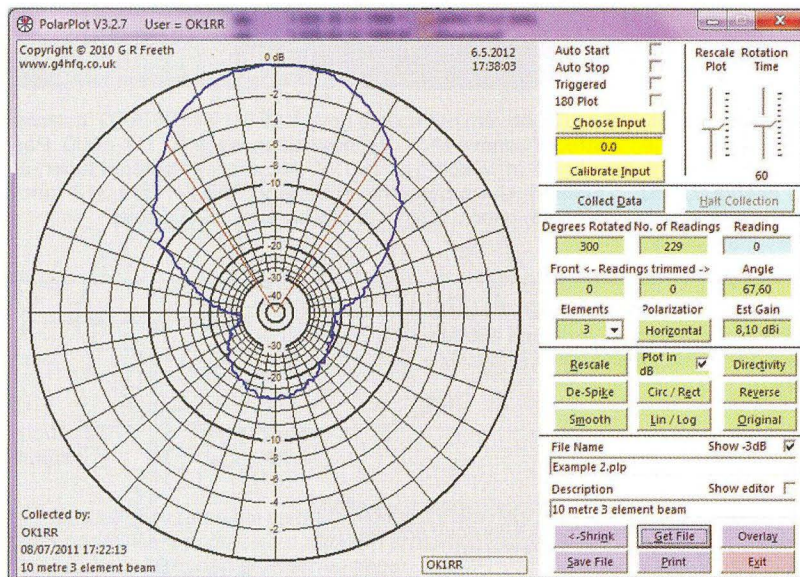 PolarPlot V3.2.7 User = OK1RR
Copyright © 2010 G R Freeth
www.g4hfq.co.uk
6.5.2012
17:38:03
0 dB
-2
-4
-6
-8
-10
-20
-30
-40
-30
-20
-10
-8
-6
-4
-2
Collected by:
OK1RR
08/07/2011 17:22:13
10 metre 3 element beam
OK1RR
Auto Start
Auto Stop
Triggered
180 Plot
Choose Input
0.0
Calibrate Input
Rescale Plot
Rotation Time
60
Collect Data
Halt Collection
Degrees Rotated No. of Readings Reading
300 229 0
Front <- Readings trimmed -> Angle
0 0 67,60
Elements Polarization Est Gain
3 Horizontal 8,10 dBi
Rescale
Plot in dB
Directivity
De-Spike Circ / Rect Reverse
Smooth Lin / Log Original
File Name Show -3dB
Example 2.plp
Description Show editor
10 metre 3 element beam
<-Shrink Get File Overlay
Save File Print Exit